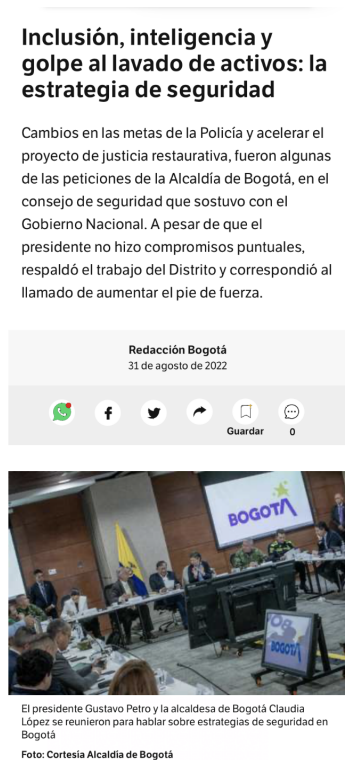 Inclusión, inteligencia y
golpe al lavado de activos: la
estrategia de seguridad
Cambios en las metas de la Policía y acelerar el
proyecto de justicia restaurativa, fueron algunas
de las peticiones de la Alcaldía de Bogotá, en el
consejo de seguridad que sostuvo con el
Gobierno Nacional. A pesar de que el
presidente no hizo compromisos puntuales,
respaldó el trabajo del Distrito y correspondió al
llamado de aumentar el pie de fuerza.
Redacción Bogotá
31 de agosto de 2022
Guardar
0
BOGOTÁ
BOGOTÁ
El presidente Gustavo Petro y la alcaldesa de Bogotá Claudia
López se reunieron para hablar sobre estrategias de seguridad en
Bogotá
Foto: Cortesia Alcaldía de Bogotá